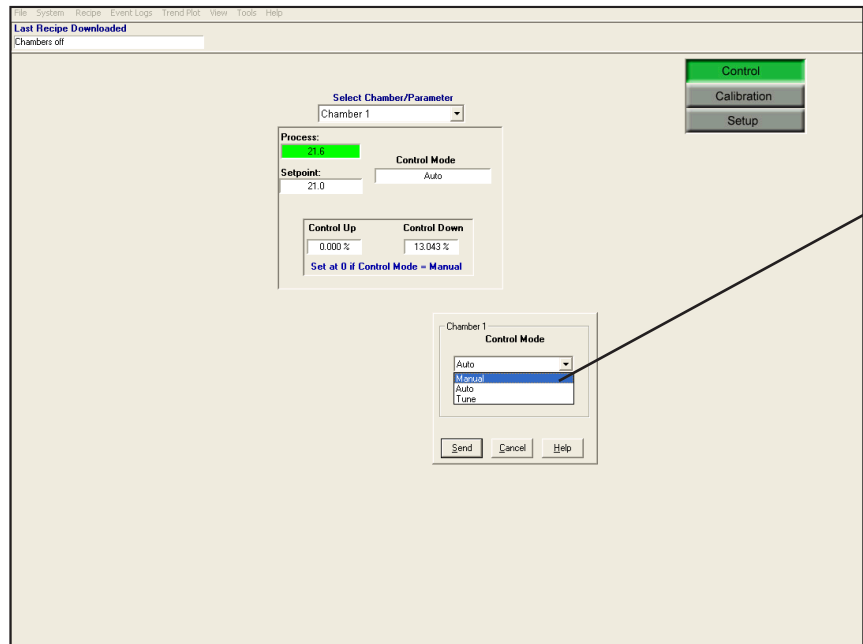 File System Recipe Event Logs Trend Plot View Tools Help
Last Recipe Downloaded
Chambers off
Control
Calibration
Setup
Select Chamber/Parameter
Chamber 1
Process:
21.6
Control Mode
Auto
Setpoint:
21.0
Control Up Control Down
0.000 % 13.043 %
Set at 0 if Control Mode = Manual
Chamber 1
Control Mode
Auto
Manual
Auto
Tune
Send Cancel Help